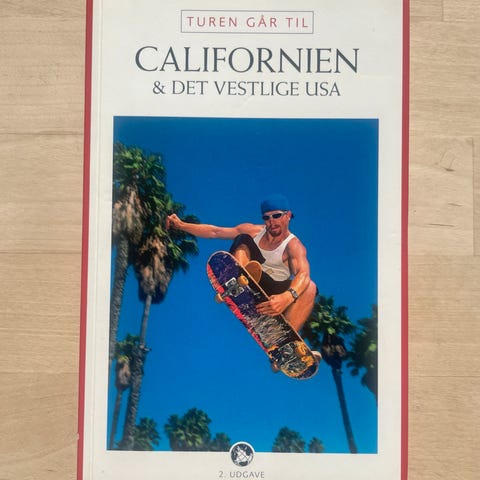 TUREN GÅR TIL
CALIFORNIEN
& DET VESTLIGE USA
2. UDGAVE